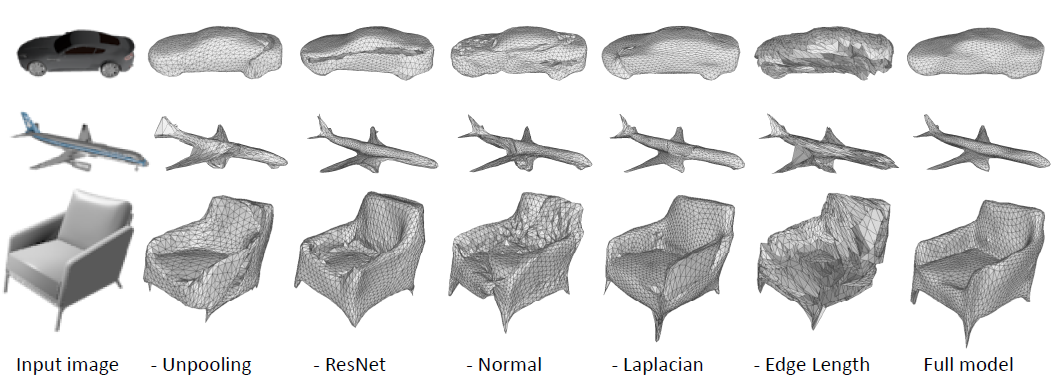 Input image - Unpooling - ResNet - Normal - Laplacian - Edge Length Full model